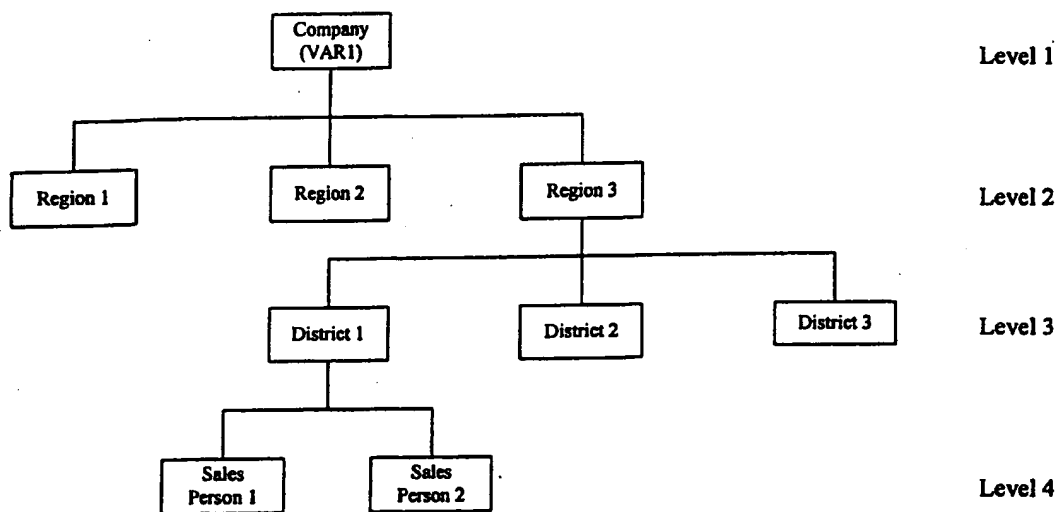 Company
(VAR1)
Level 1
Region 1
Region 2
Region 3
Level 2
District 1
District 2
District 3
Level 3
Sales
Person 1
Sales
Person 2
Level 4